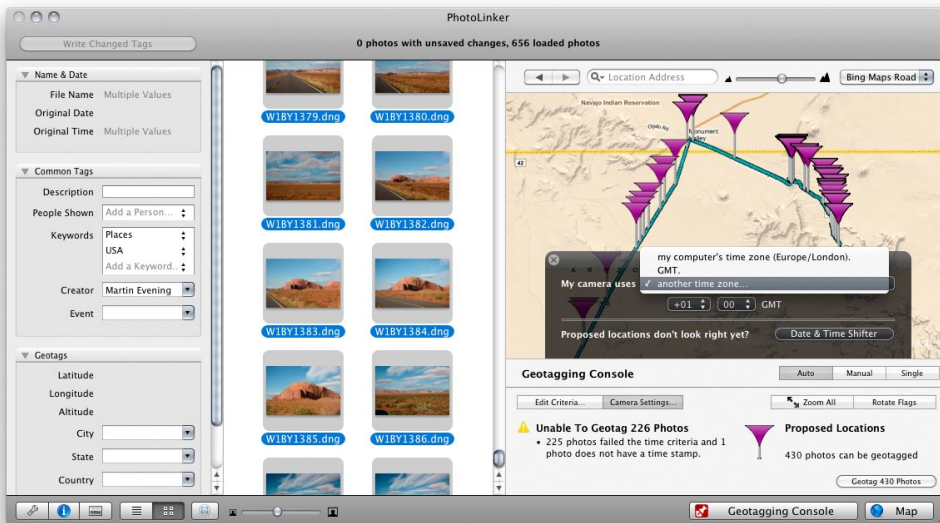 PhotoLinker
Write Changed Tags
0 photos with unsaved changes, 656 loaded photos
Name & Date
File Name Multiple Values
Original Date
Original Time Multiple Values
Common Tags
Description
People Shown Add a Person...
Keywords Places
USA
Add a Keyword..
Creator Martin Evening
Event
Geotags
Latitude
Longitude
Altitude
City
State
Country
W1BY1379.dng W1BY1380.dng
W1BY1381.dng W1BY1382.dng
W1BY1383.dng W1BY1384.dng
W1BY1385.dng W1BY1386.dng
Location Address
Bing Maps Road
Navajo Indian Reservation
Oljato Rd
Monument
Valley
42
my computer's time zone (Europe/London).
GMT.
My camera uses ✓ another time zone...
+01 00 GMT
Proposed locations don't look right yet? Date & Time Shifter
Geotagging Console
Auto Manual Single
Edit Criteria... Camera Settings...
Zoom All Rotate Flags
Unable To Geotag 226 Photos
• 225 photos failed the time criteria and 1
photo does not have a time stamp.
Proposed Locations
430 photos can be geotagged
Geotag 430 Photos
Geotagging Console Map